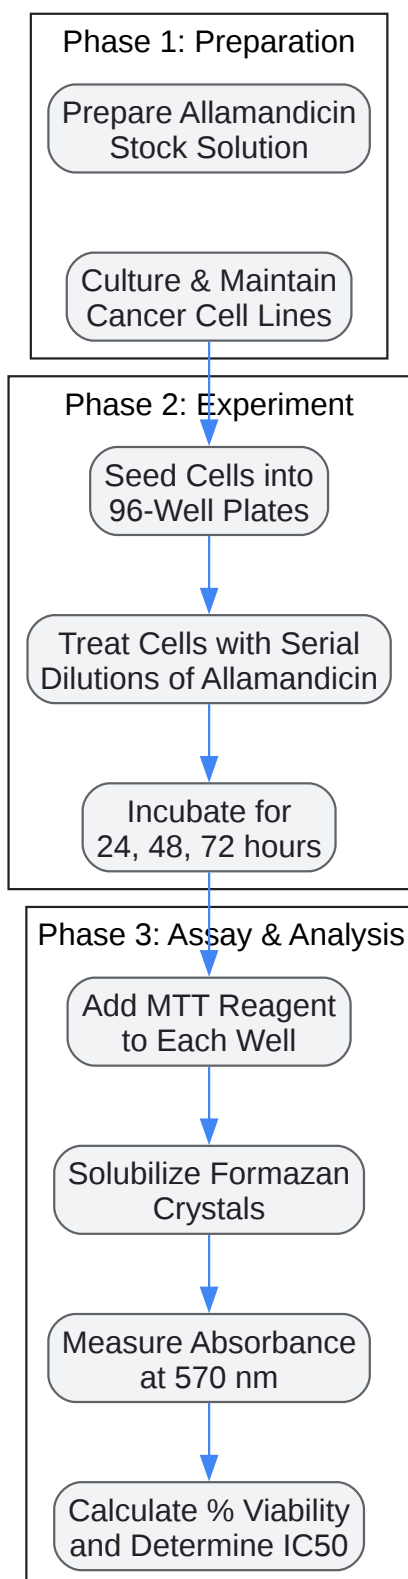 Phase 1: Preparation
Prepare Allamandicin
Stock Solution
Culture & Maintain
Cancer Cell Lines
Phase 2: Experiment
Seed Cells into
96-Well Plates
Treat Cells with Serial
Dilutions of Allamandicin
Incubate for
24, 48, 72 hours
Phase 3: Assay & Analysis
Add MTT Reagent
to Each Well
Solubilize Formazan
Crystals
Measure Absorbance
at 570 nm
Calculate % Viability
and Determine IC50